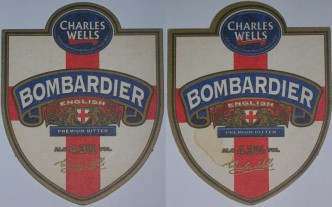 CHARLES
WELLS
BOMBARDIER
ENGLISH
PREMIUM BITTER
CHARLES
WELLS
BOMBARDIER
ENGLISH
PREMIUM BITTER